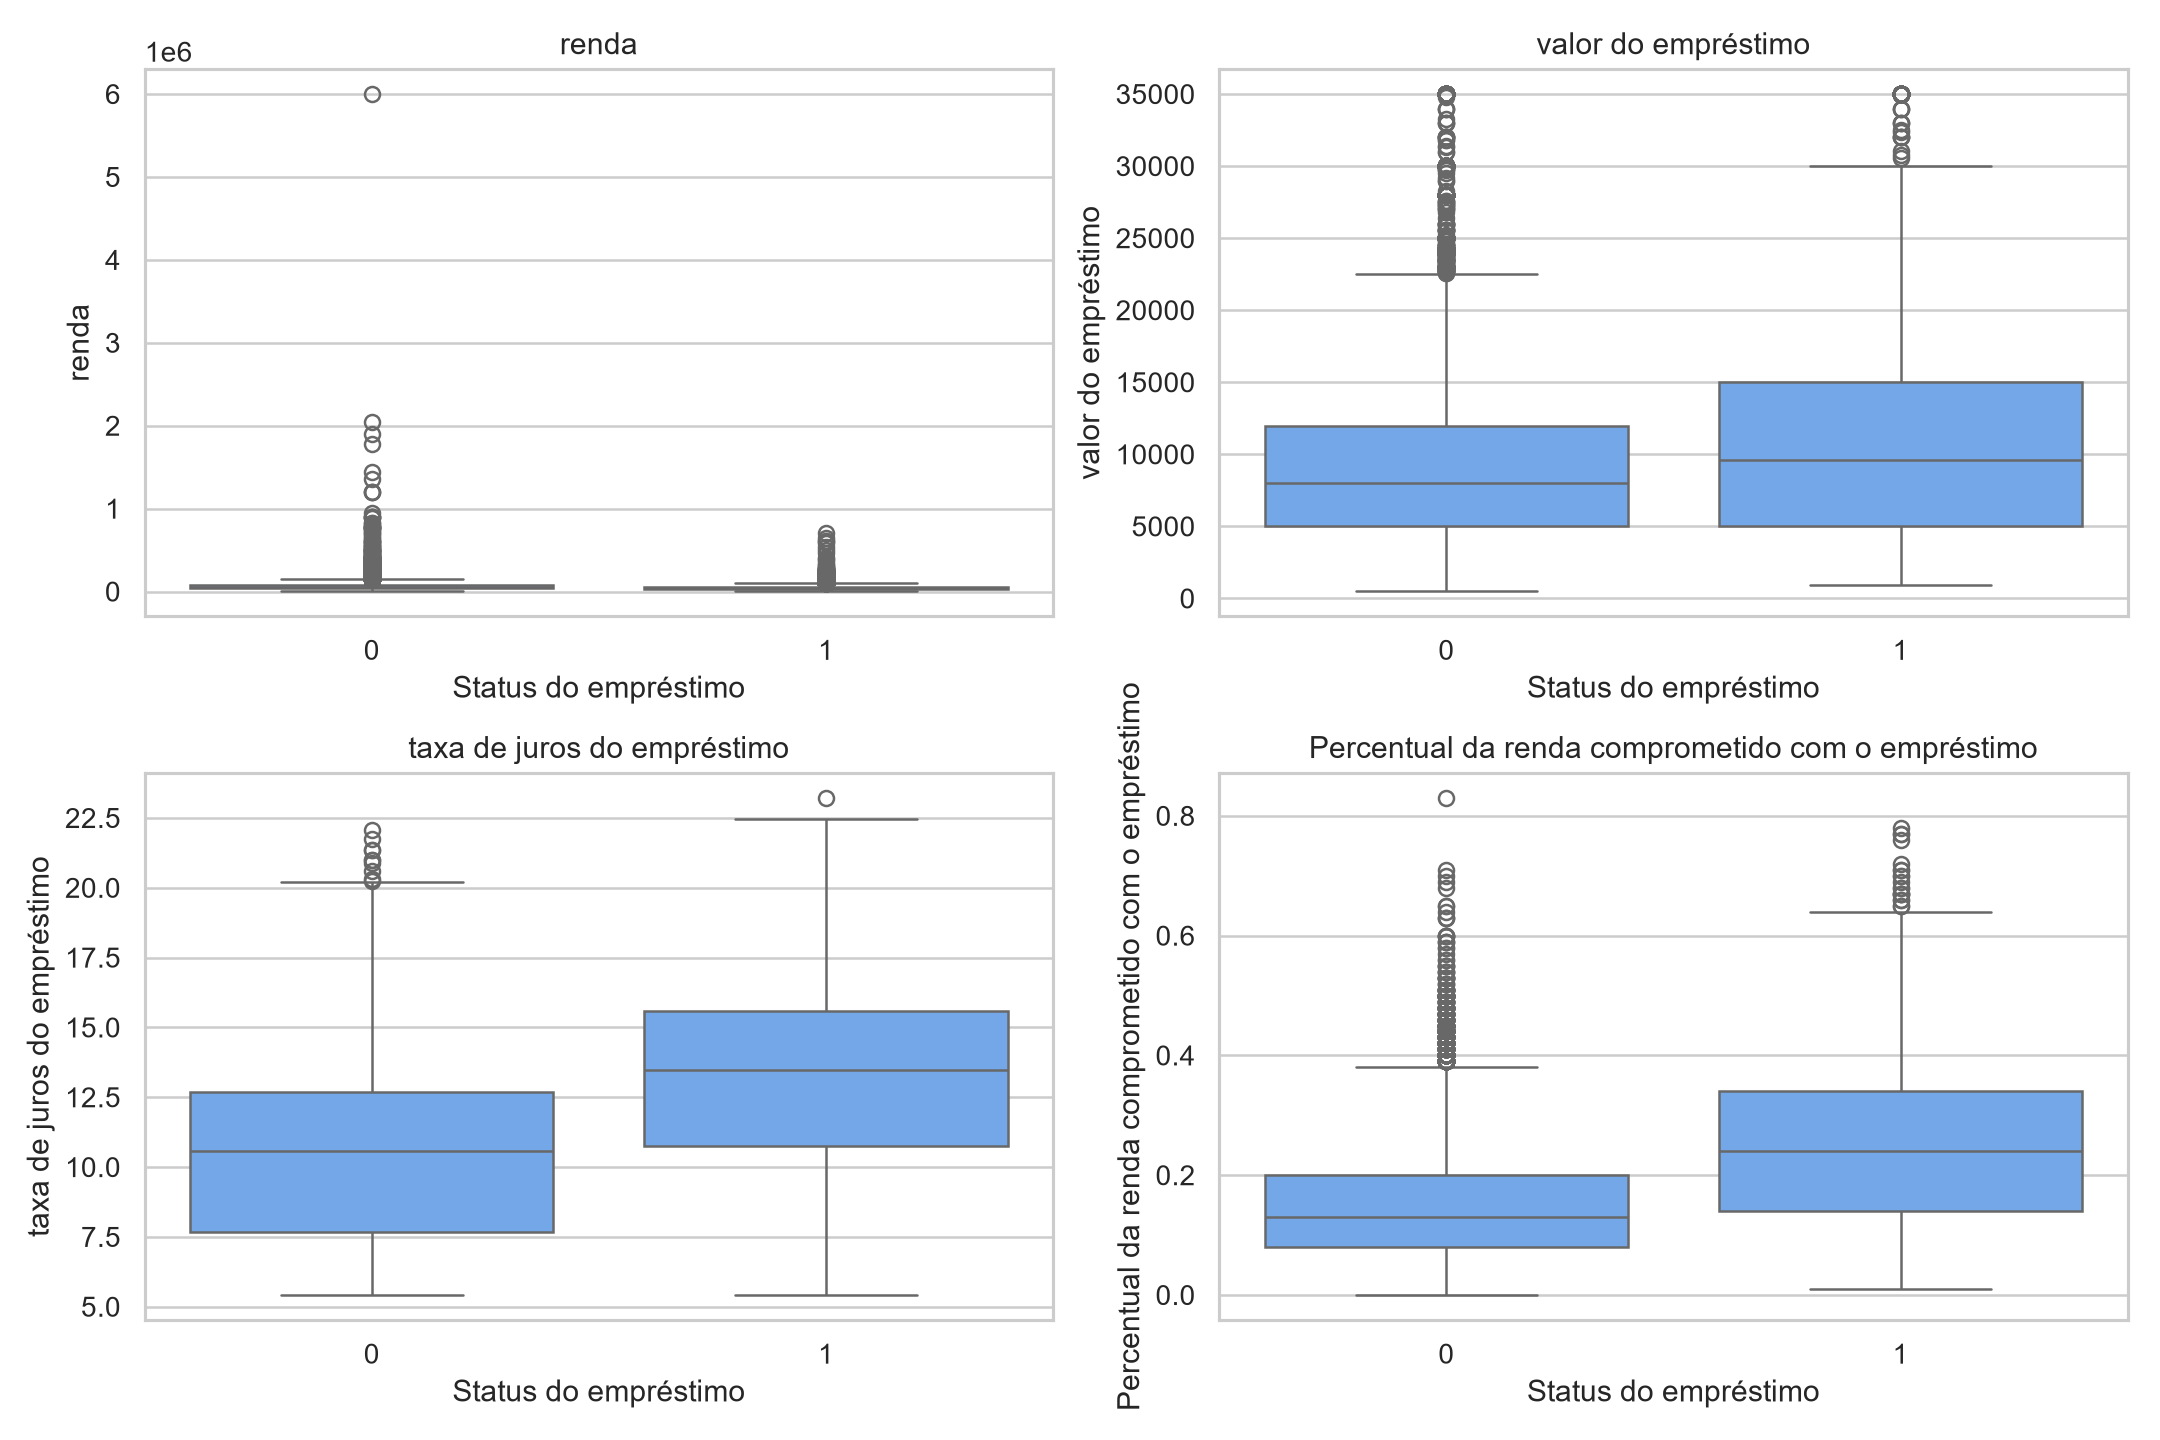 renda
1e6
6
5
4
3
2
1
0
renda
0
1
Status do empréstimo
valor do empréstimo
35000
30000
25000
20000
15000
10000
5000
0
valor do empréstimo
0
1
Status do empréstimo
taxa de juros do empréstimo
22.5
20.0
17.5
15.0
12.5
10.0
7.5
5.0
taxa de juros do empréstimo
0
1
Status do empréstimo
Percentual da renda comprometido com o empréstimo
0.8
0.6
0.4
0.2
0.0
Percentual da renda comprometido com o empréstimo
0
1
Status do empréstimo